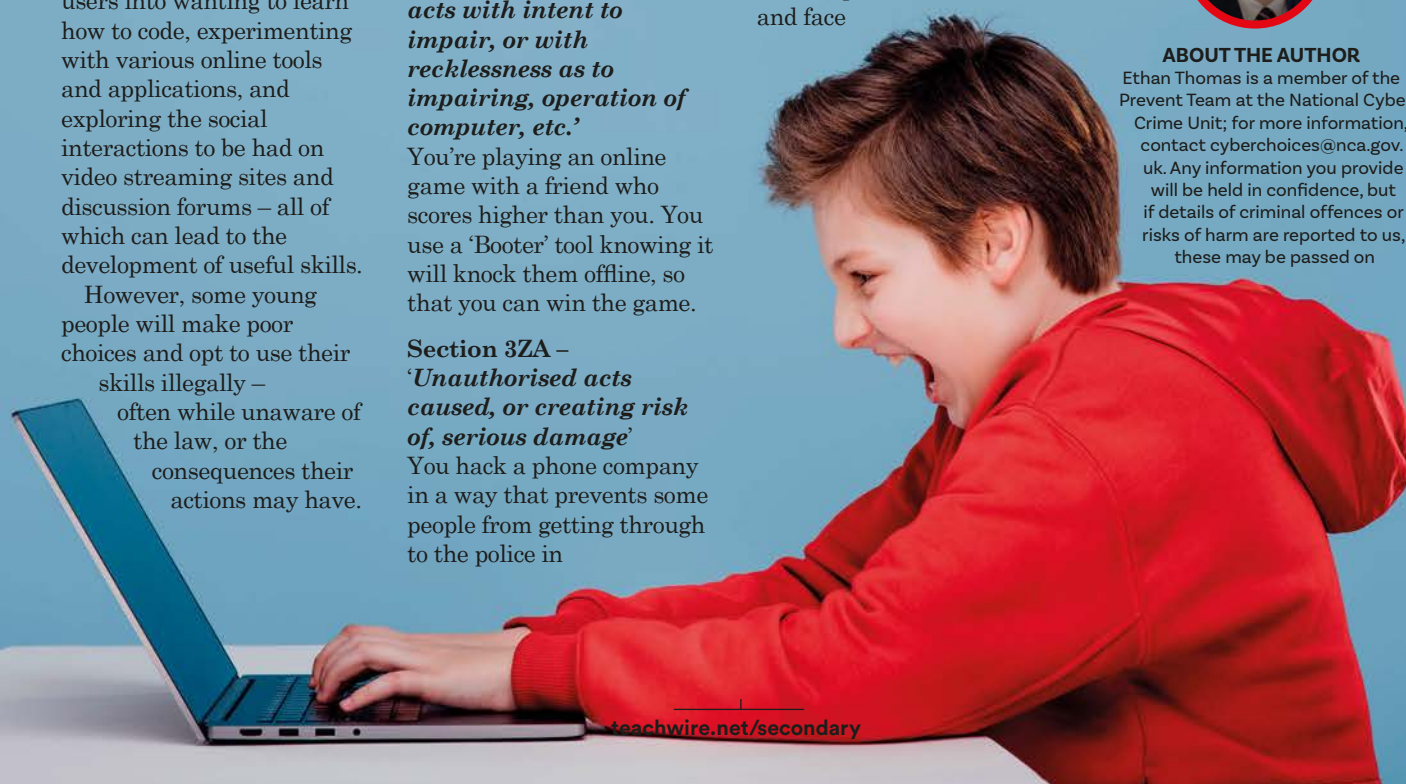 users into wanting to learn
how to code, experimenting
with various online tools
and applications, and
exploring the social
interactions to be had on
video streaming sites and
discussion forums – all of
which can lead to the
development of useful skills.
However, some young
people will make poor
choices and opt to use their
skills illegally –
often while unaware of
the law, or the
consequences their
actions may have.
acts with intent to
impair, or with
recklessness as to
impairing, operation of
computer, etc.’
You’re playing an online
game with a friend who
scores higher than you. You
use a ‘Booter’ tool knowing it
will knock them offline, so
that you can win the game.
Section 3ZA –
‘Unauthorised acts
caused, or creating risk
of, serious damage’
You hack a phone company
in a way that prevents some
people from getting through
to the police in
and face
ABOUT THE AUTHOR
Ethan Thomas is a member of the
Prevent Team at the National Cybe
Crime Unit; for more information,
contact cyberchoices@nca.gov.
uk. Any information you provide
will be held in confidence, but
if details of criminal offences or
risks of harm are reported to us,
these may be passed on
teachwire.net/secondary